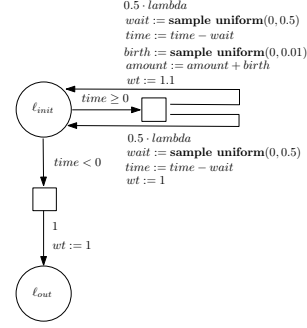 0.5 · lambda
wait := sample uniform(0, 0.5)
time := time − wait
birth := sample uniform(0, 0.01)
amount := amount + birth
wt := 1.1
ℓinit
time ≥ 0
0.5 · lambda
wait := sample uniform(0, 0.5)
time := time − wait
wt := 1
time < 0
1
wt := 1
ℓout